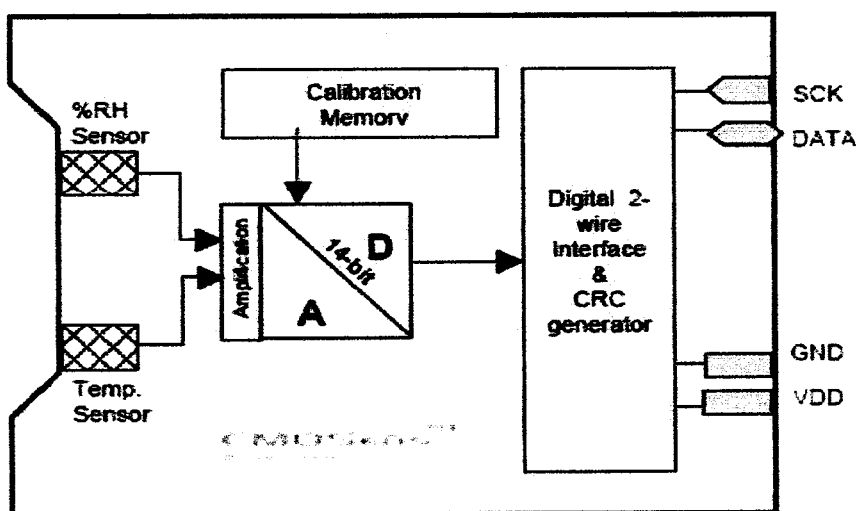 %RH
Sensor
Calibration
Memory
SCK
DATA
Amplification
14-bit
D
A
Digital 2-
wire
Interface
&
CRC
generator
GND
VDD
Temp.
Sensor
CMOSens™